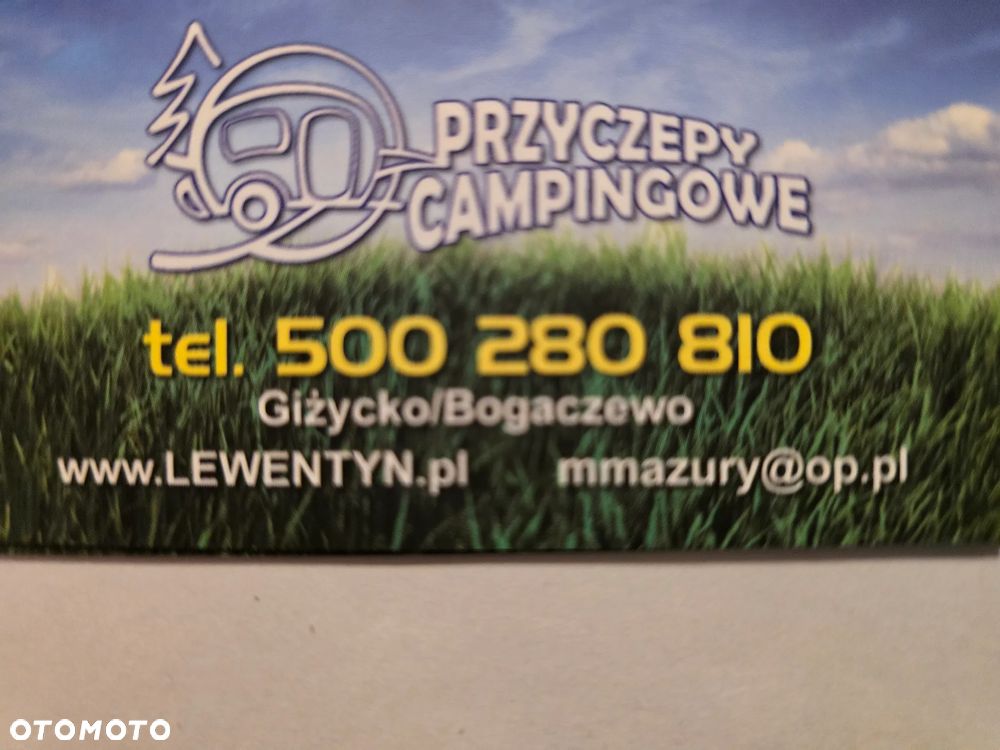 PRZYCZEPY
CAMPINGOWE
tel. 500 280 810
Giżycko/Bogaczewo
www.LEWENTYN.pl mmazury@op.pl
OTOMOTO